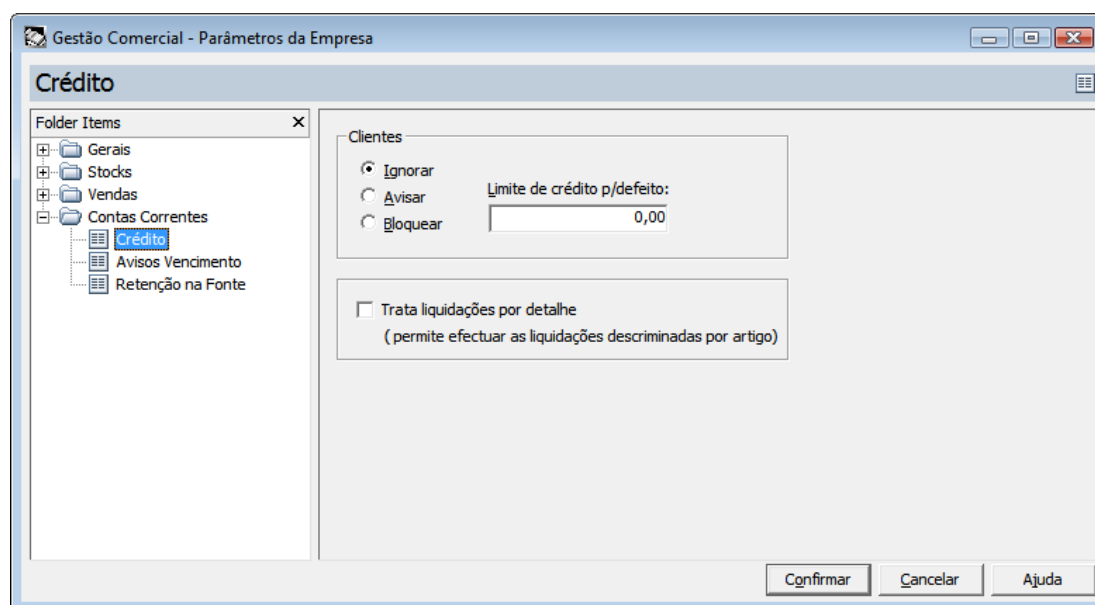 Gestão Comercial - Parâmetros da Empresa
Crédito
Folder Items
Gerais
Stocks
Vendas
Contas Correntes
Crédito
Avisos Vencimento
Retenção na Fonte
Clientes
Ignorar
Avisar
Bloquear
Limite de crédito p/defeito:
0,00
Trata liquidações por detalhe
( permite efectuar as liquidações descriminadas por artigo)
Confirmar
Cancelar
Ajuda